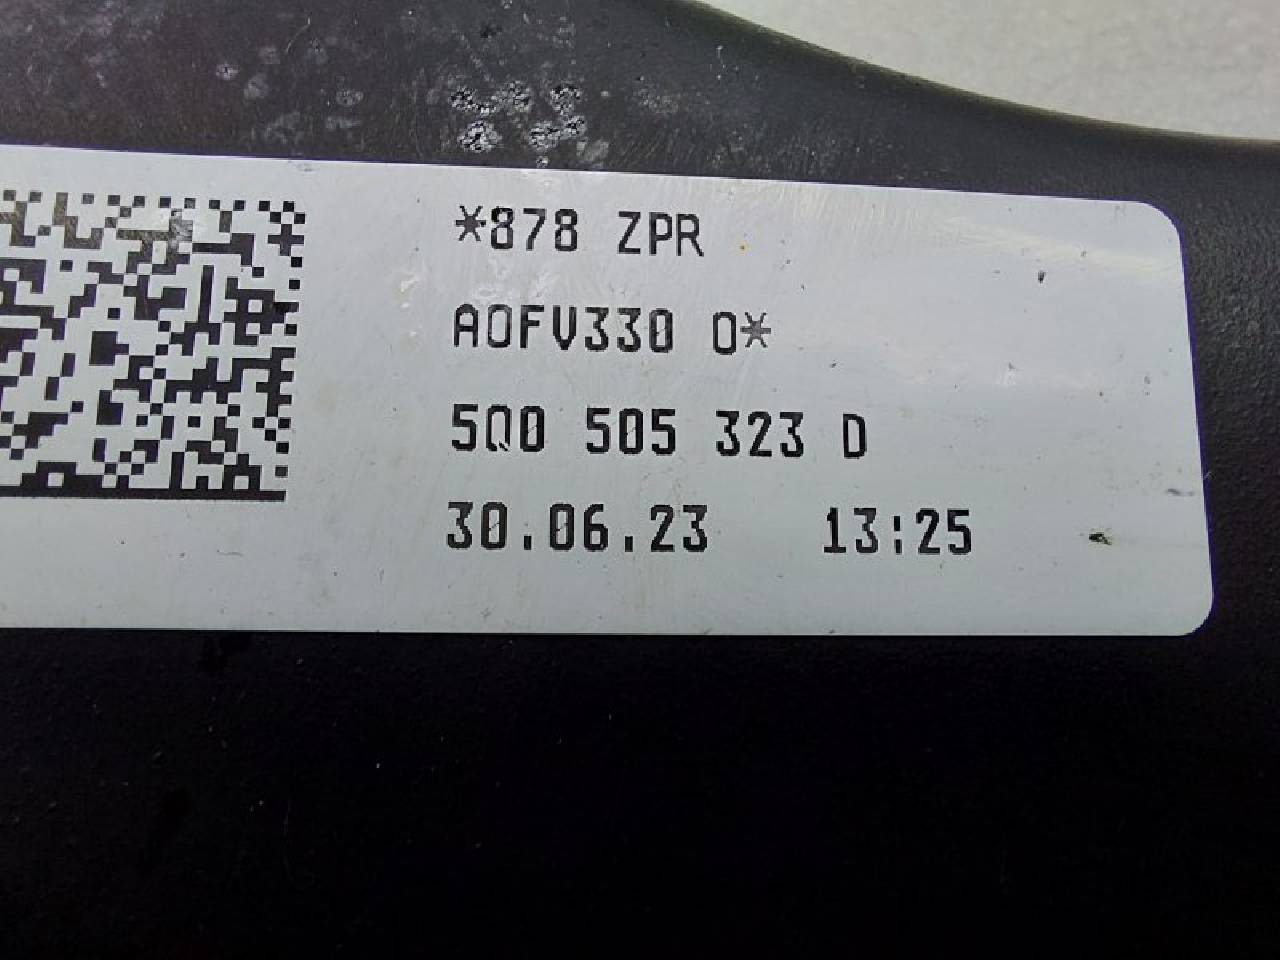 *878 ZPR
A0FV330 0*
5Q0 505 323 D
30.06.23 13:25